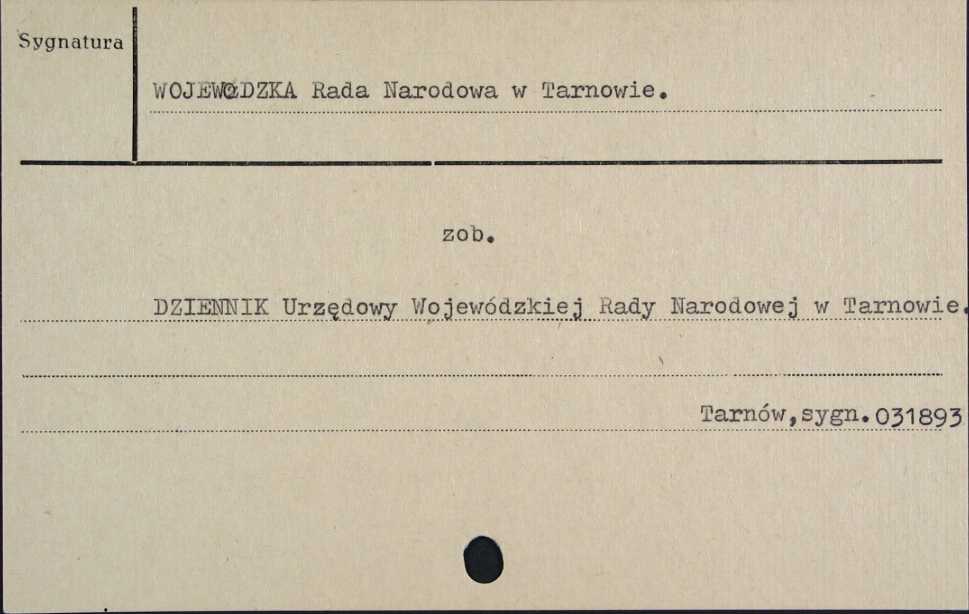 Sygnatura
WOJEWÓDZKA Rada Narodowa w Tarnowie.
zob.
DZIENNIK Urzędowy Wojewódzkiej Rady Narodowej w Tarnowie.
Tarnów,sygn.031893